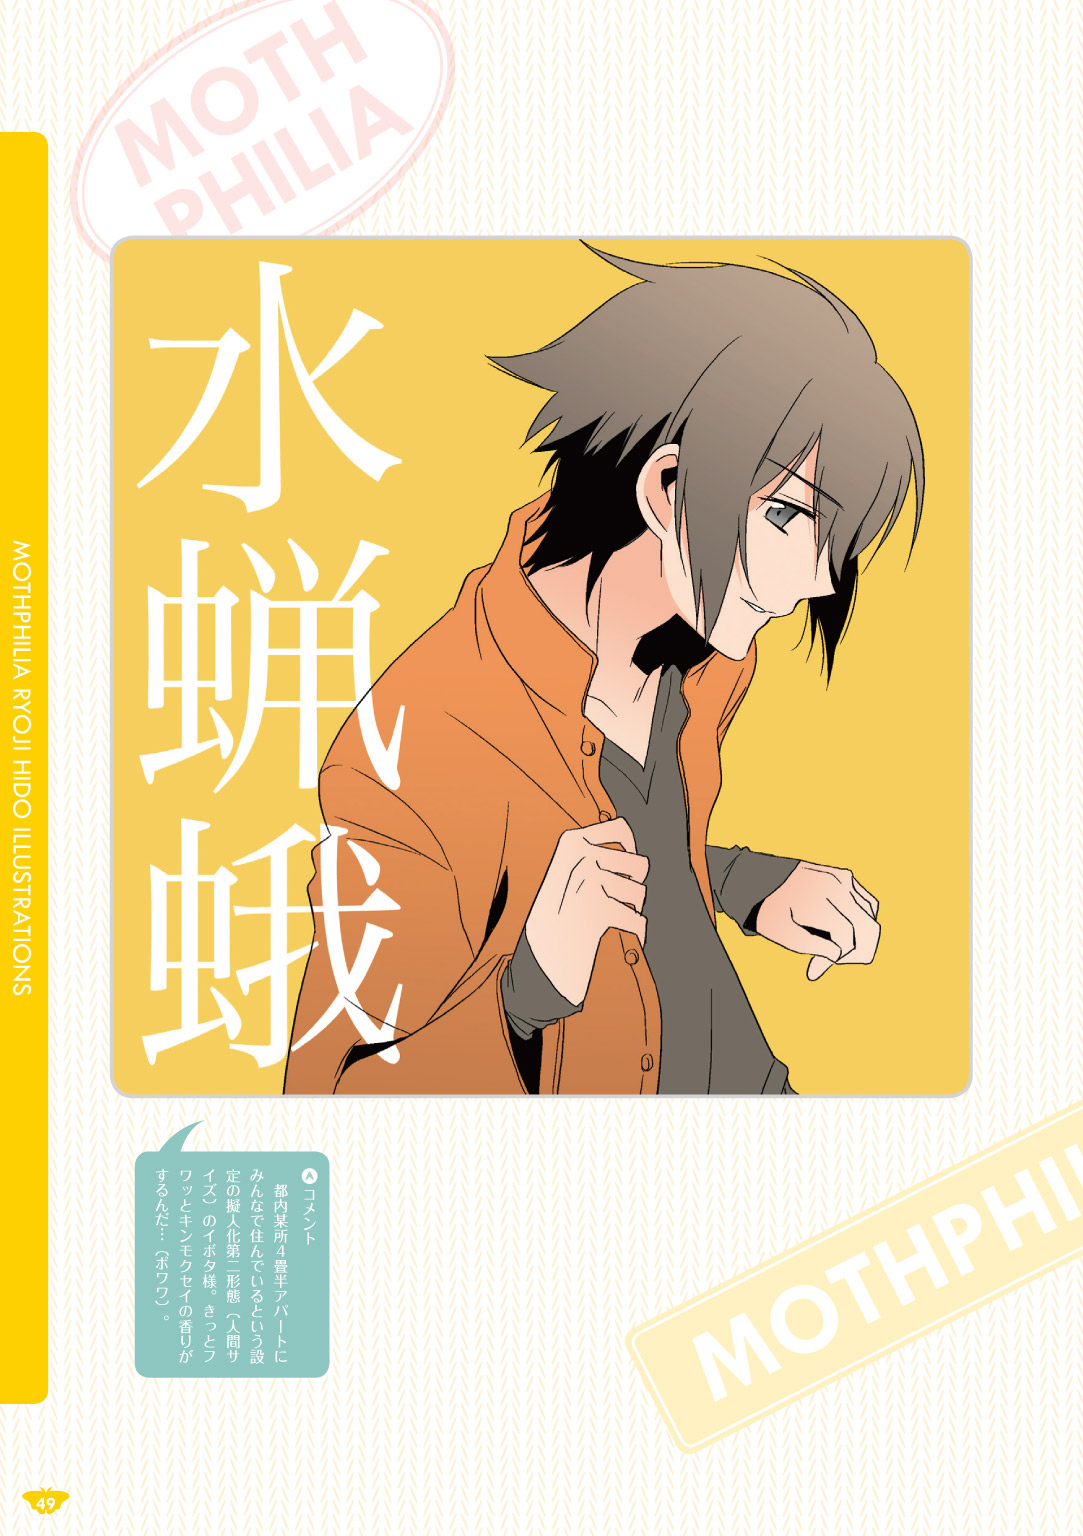 MOTH
PHILIA
水蝋蛾
MOTHPHILIA RYOJI HIDO ILLUSTRATIONS
コメント
都内某所4畳半アパートに
みんなで住んでいるという設
定の擬人化第二形態（人間サ
イズ）のイボタ様。きっとフ
ワッとキンモクセイの香りが
するんだ…（ポワワ）。
MOTHPHI
49